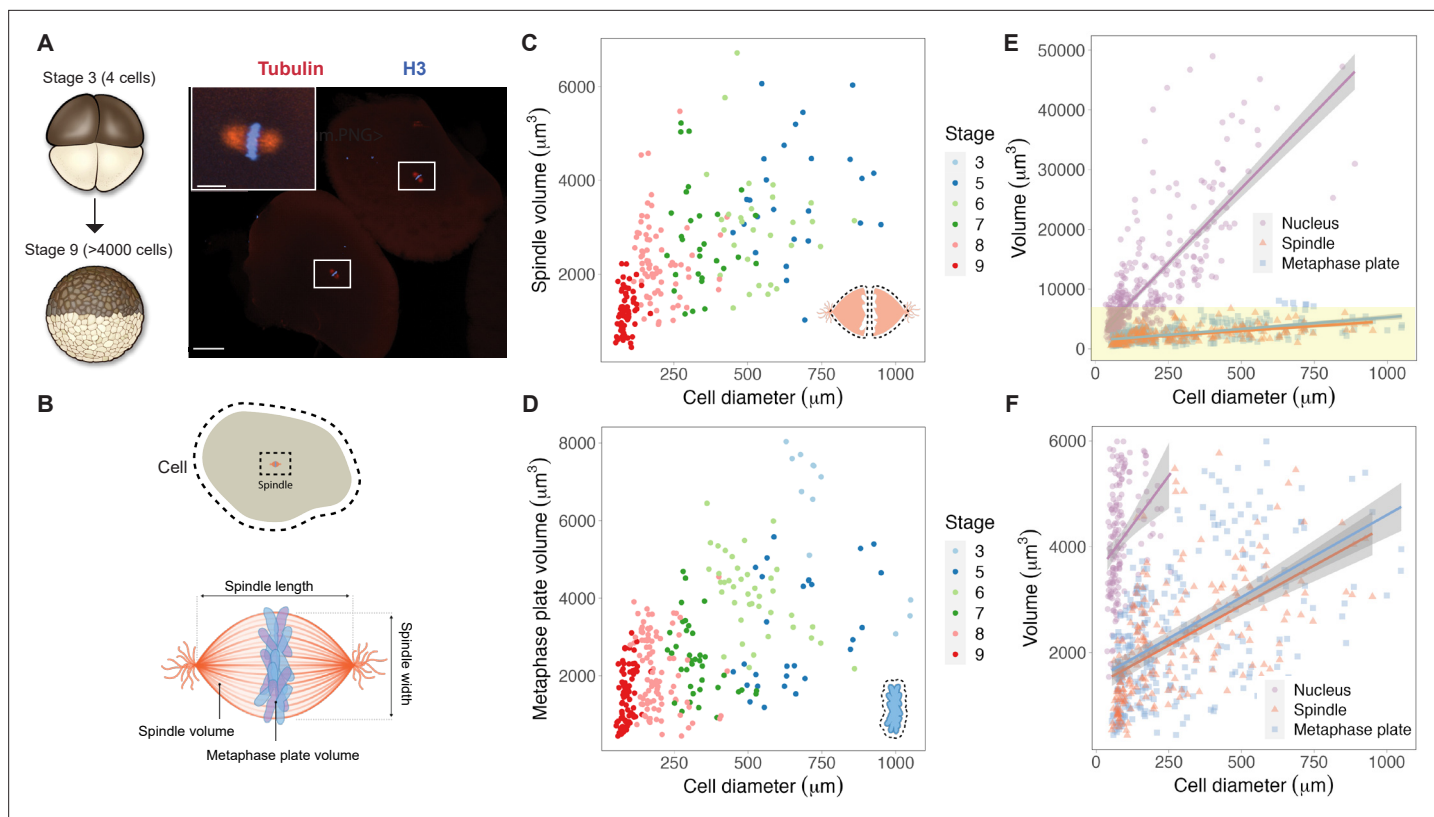 A
Stage 3 (4 cells)
Stage 9 (>4000 cells)
Tubulin
H3
m.PNG>
B
Cell
Spindle
Spindle length
Spindle width
Spindle volume
Metaphase plate volume
C
Spindle volume (μm³)
6000
4000
2000
250
500
750
1000
Cell diameter (μm)
Stage
3
5
6
7
8
9
D
Metaphase plate volume (μm³)
8000
6000
4000
2000
250
500
750
1000
Cell diameter (μm)
Stage
3
5
6
7
8
9
E
Volume (μm³)
50000
40000
30000
20000
10000
0
0
250
500
750
1000
Cell diameter (μm)
Nucleus
Spindle
Metaphase plate
F
Volume (μm³)
6000
4000
2000
0
250
500
750
1000
Cell diameter (μm)
Nucleus
Spindle
Metaphase plate